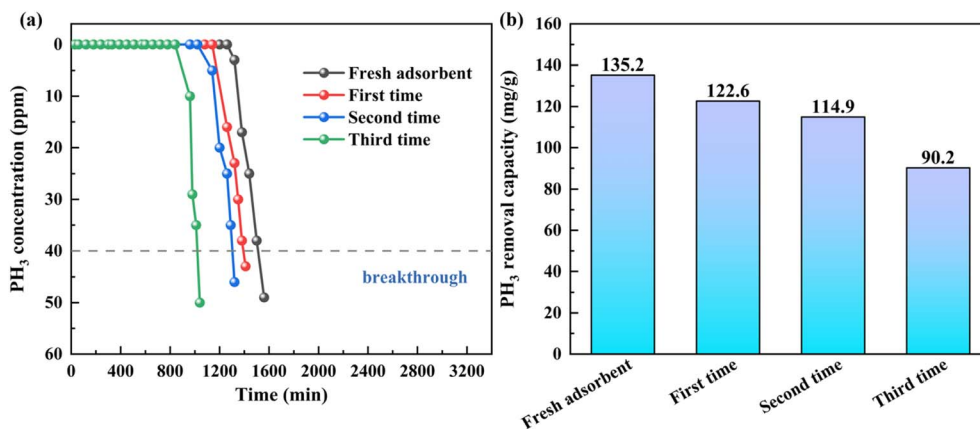 (a)
0
10
20
30
40
50
60
PH₃ concentration (ppm)
Fresh adsorbent
First time
Second time
Third time
breakthrough
0 400 800 1200 1600 2000 2400 2800 3200
Time (min)
(b)
160
140
120
100
80
60
40
20
0
PH₃ removal capacity (mg/g)
135.2
122.6
114.9
90.2
Fresh adsorbent
First time
Second time
Third time